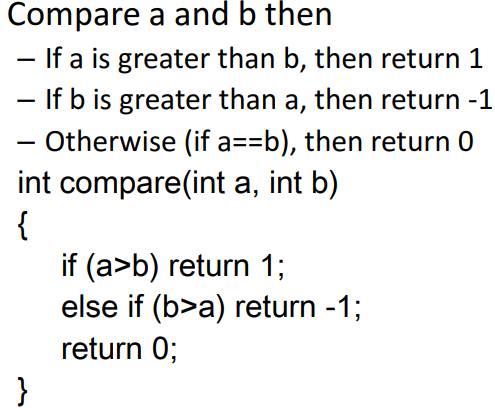 Compare a and b then
– If a is greater than b, then return 1
– If b is greater than a, then return -1
– Otherwise (if a==b), then return 0
int compare(int a, int b)
{
if (a>b) return 1;
else if (b>a) return -1;
return 0;
}